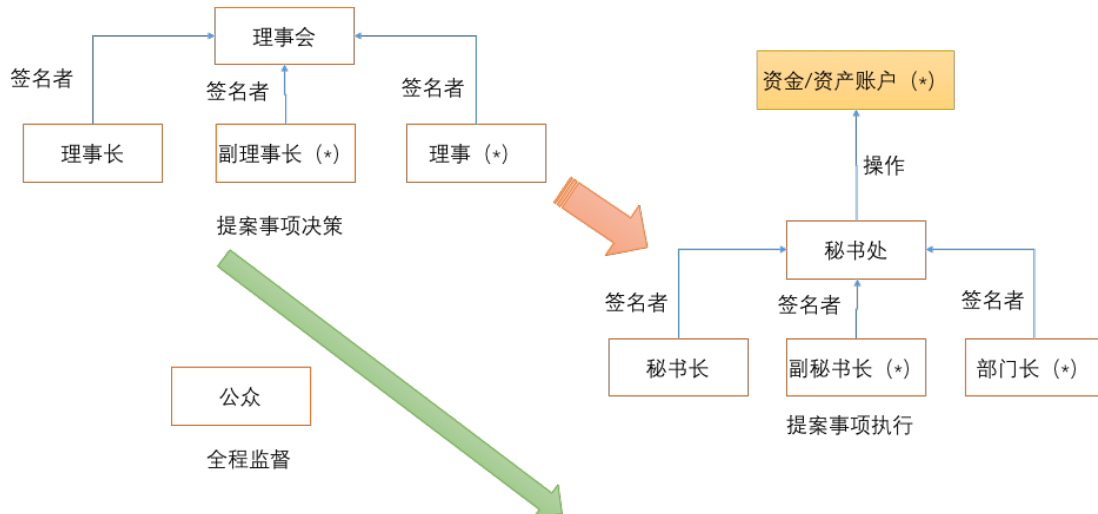 理事会
签名者
签名者
签名者
理事长
副理事长（*）
理事（*）
提案事项决策
资金/资产账户（*）
操作
秘书处
签名者
签名者
签名者
秘书长
副秘书长（*）
部门长（*）
提案事项执行
公众
全程监督